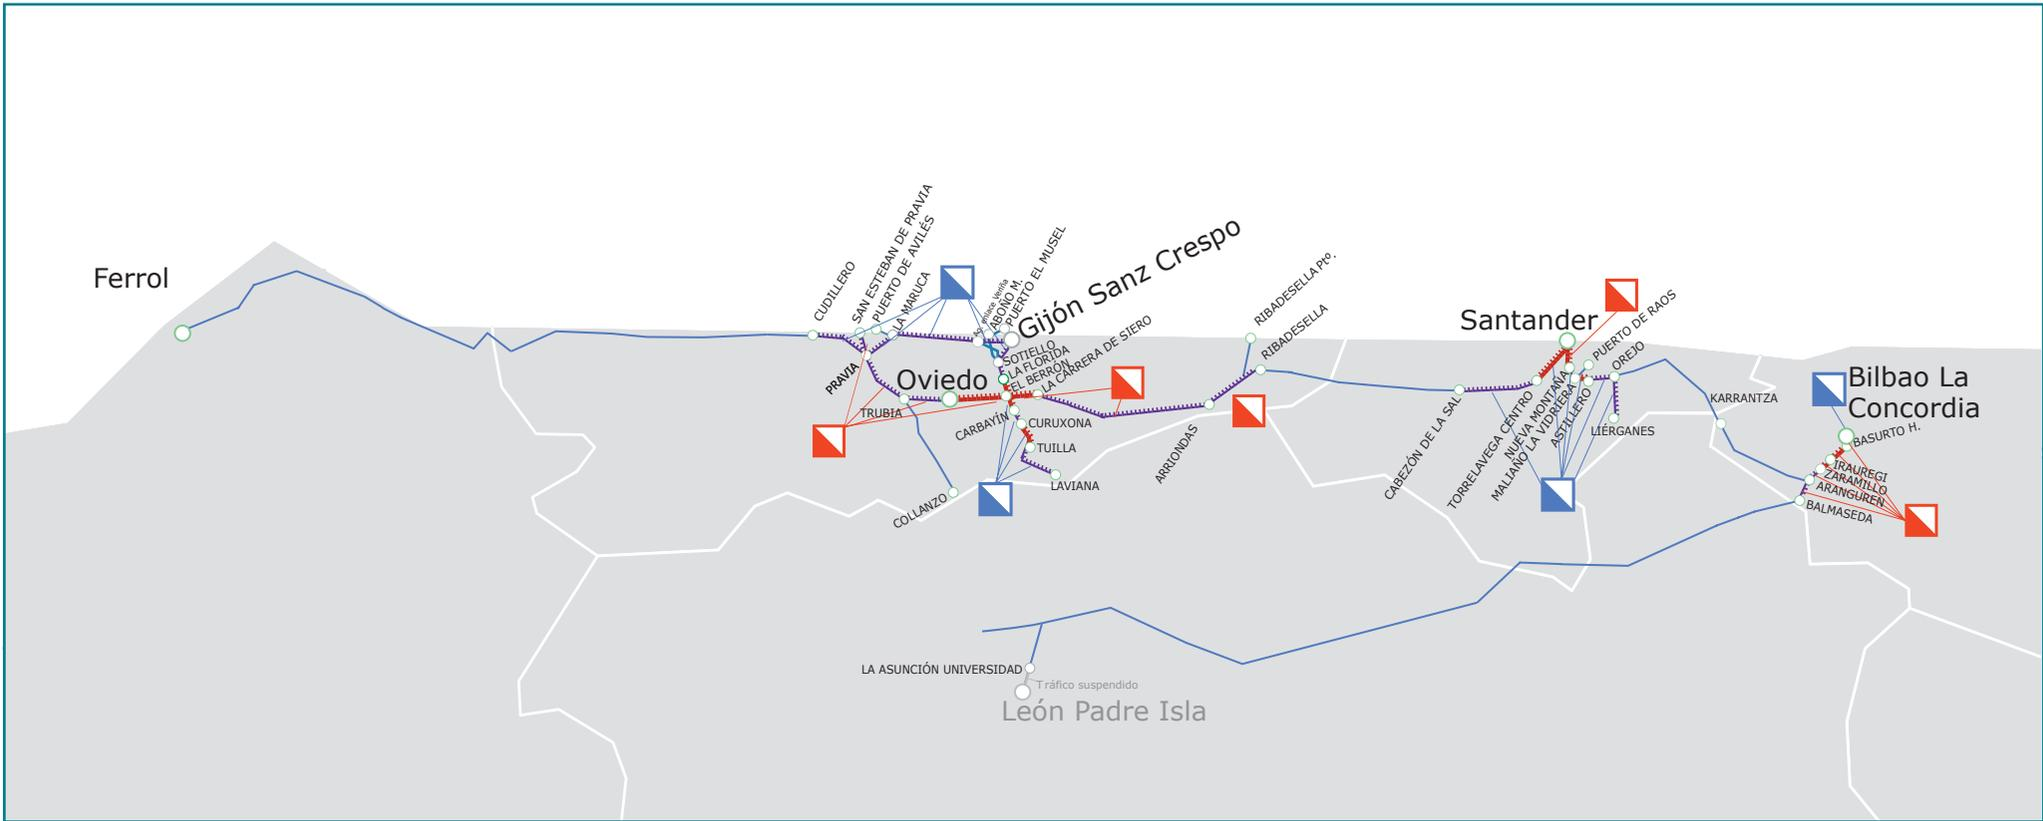 Ferrol
CUDILLERO
SAN ESTEBAN DE PRAVIA
PUERTO DE AVILÉS
LA MARUCA
Ag. enlace Veriña
ABOÑO M.
PUERTO EL MUSEL
Gijón Sanz Crespo
SOTIELLO
LA FLORIDA
EL BERRÓN
LA CARRERA DE SIERO
PRAVIA
Oviedo
TRUBIA
CARBAYÍN
CURUXONA
TUILLA
LAVIANA
COLLANZO
ARRIONDAS
RIBADESELLA Ptº.
RIBADESELLA
Santander
PUERTO DE RAOS
OREJO
CABEZÓN DE LA SAL
TORRELAVEGA CENTRO
NUEVA MONTAÑA
MALIAÑO LA VIDRIERA
ASTILLERO
LIÉRGANES
KARRANTZA
Bilbao La
Concordia
BASURTO H.
IRAUREGI
ZARAMILLO
ARANGUREN
BALMASEDA
LA ASUNCIÓN UNIVERSIDAD
Tráfico suspendido
León Padre Isla